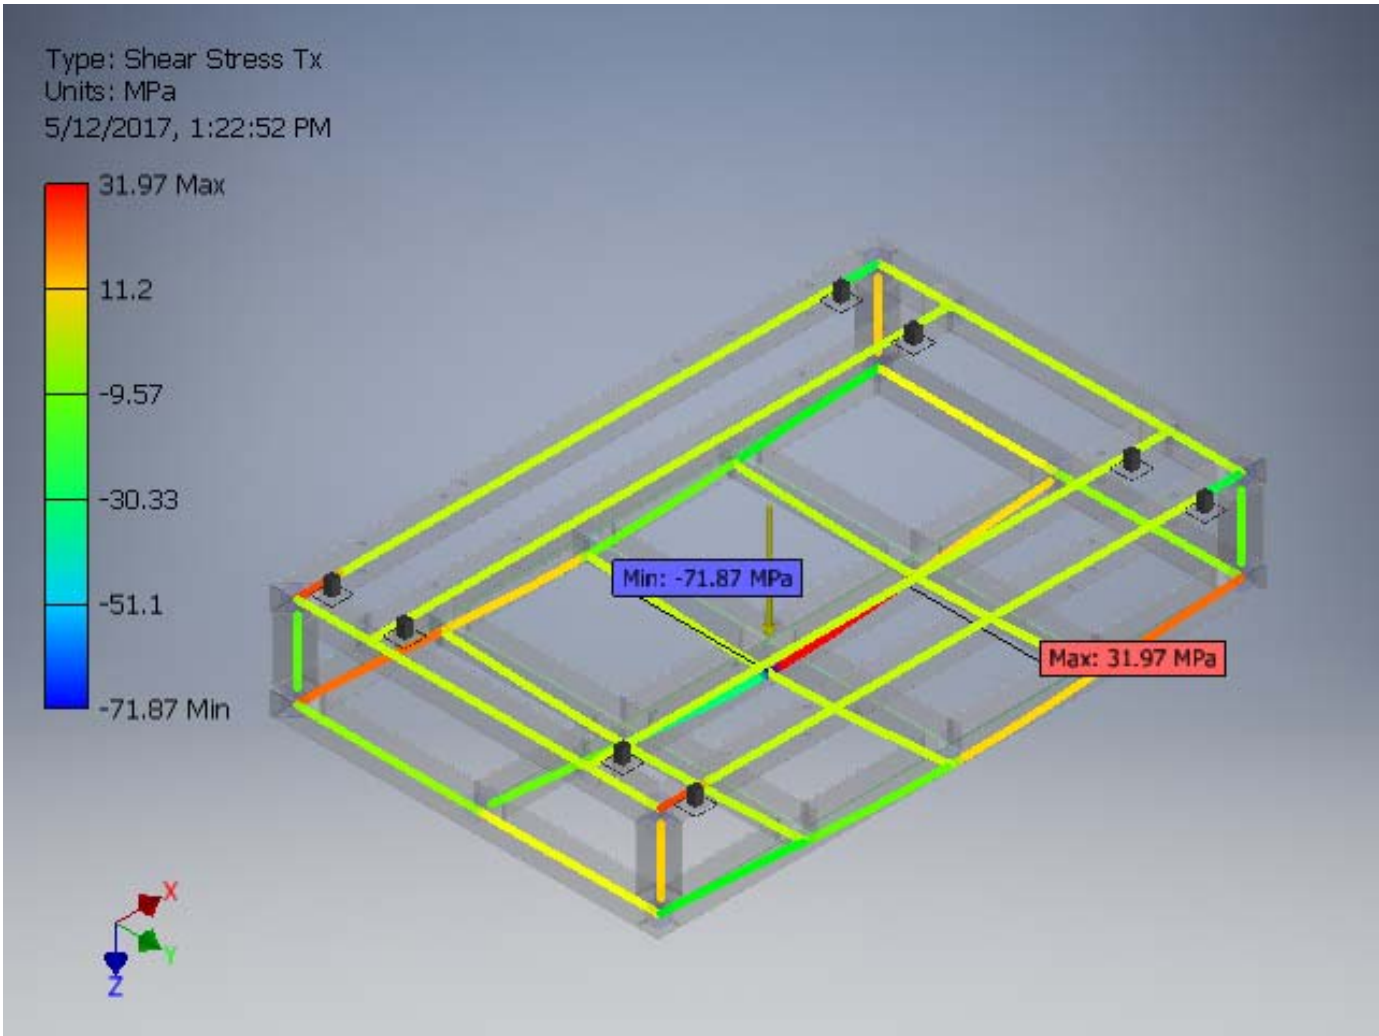 Type: Shear Stress Tx
Units: MPa
5/12/2017, 1:22:52 PM
31.97 Max
11.2
-9.57
-30.33
-51.1
-71.87 Min
Min: -71.87 MPa
Max: 31.97 MPa
X
Y
Z